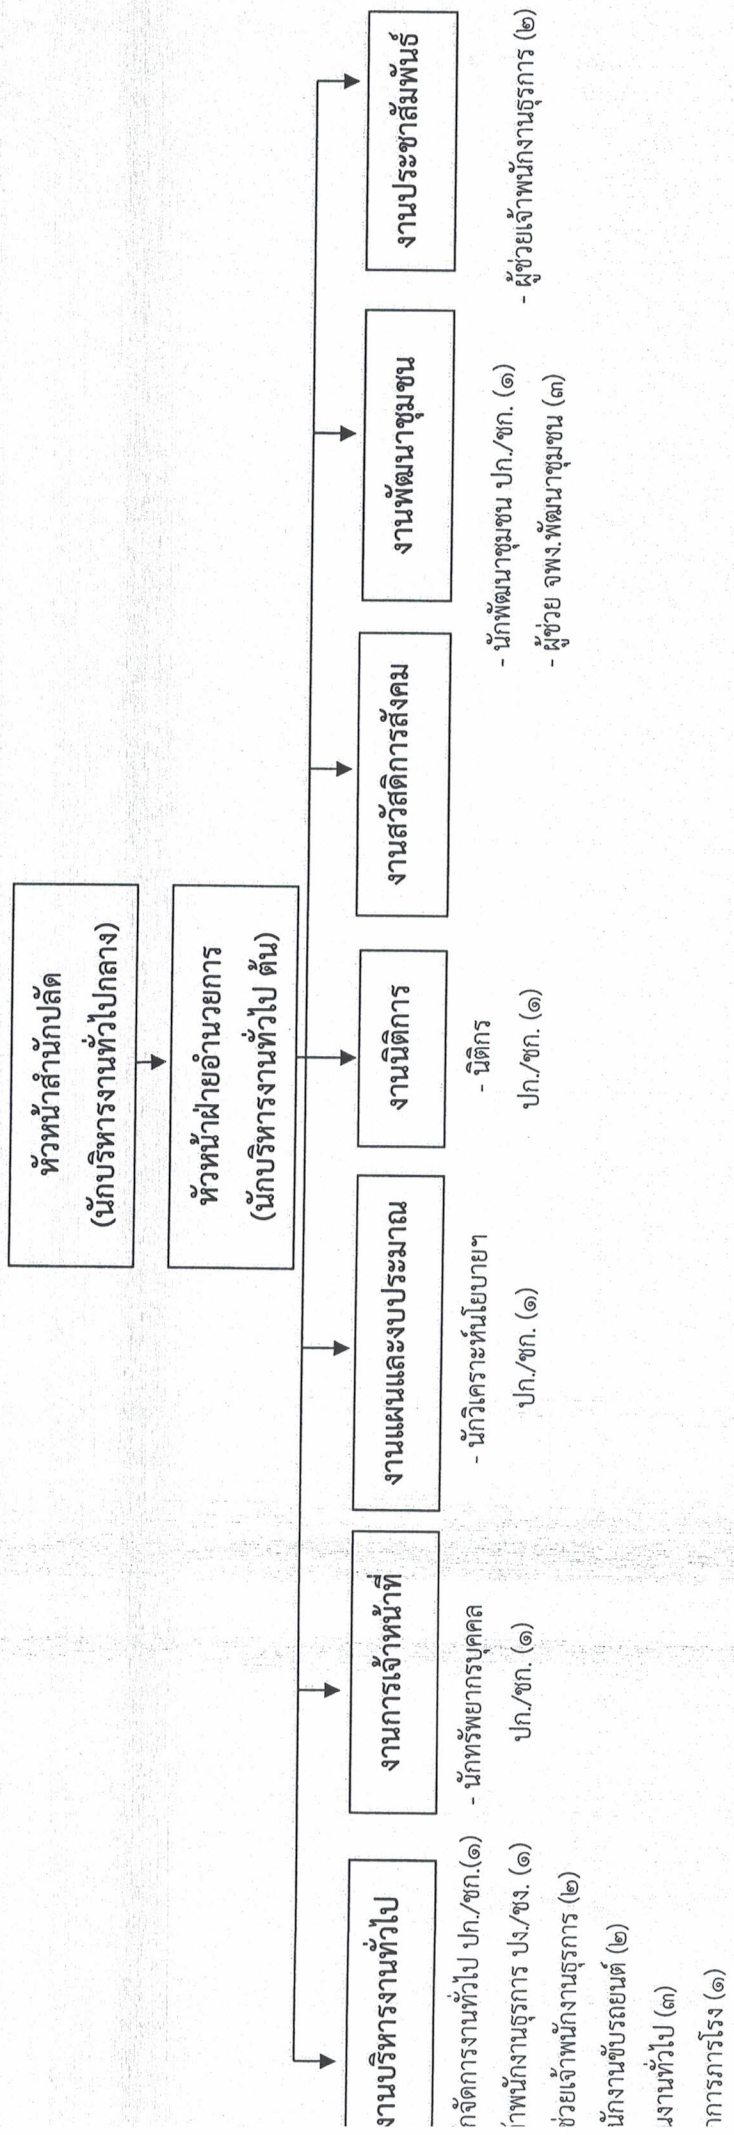 หัวหน้าสำนักปลัด
(นักบริหารงานทั่วไปกลาง)
หัวหน้าฝ่ายอำนวยการ
(นักบริหารงานทั่วไป ต้น)
งานบริหารงานทั่วไป
กจัดการงานทั่วไป ปก./ชก.(๑)
าพนักงานธุรการ ปง./ชง. (๑)
ช่วยเจ้าพนักงานธุรการ (๒)
นักงานขับรถยนต์ (๒)
งานทั่วไป (๓)
าการภารโรง (๑)
งานการเจ้าหน้าที่
- นักทรัพยากรบุคคล
ปก./ชก. (๑)
งานแผนและงบประมาณ
- นักวิเคราะห์นโยบายฯ
ปก./ชก. (๑)
งานนิติการ
- นิติกร
ปก./ชก. (๑)
งานสวัสดิการสังคม
งานพัฒนาชุมชน
- นักพัฒนาชุมชน ปก./ชก. (๑)
- ผู้ช่วย จพง.พัฒนาชุมชน (๓)
งานประชาสัมพันธ์
- ผู้ช่วยเจ้าพนักงานธุรการ (๒)